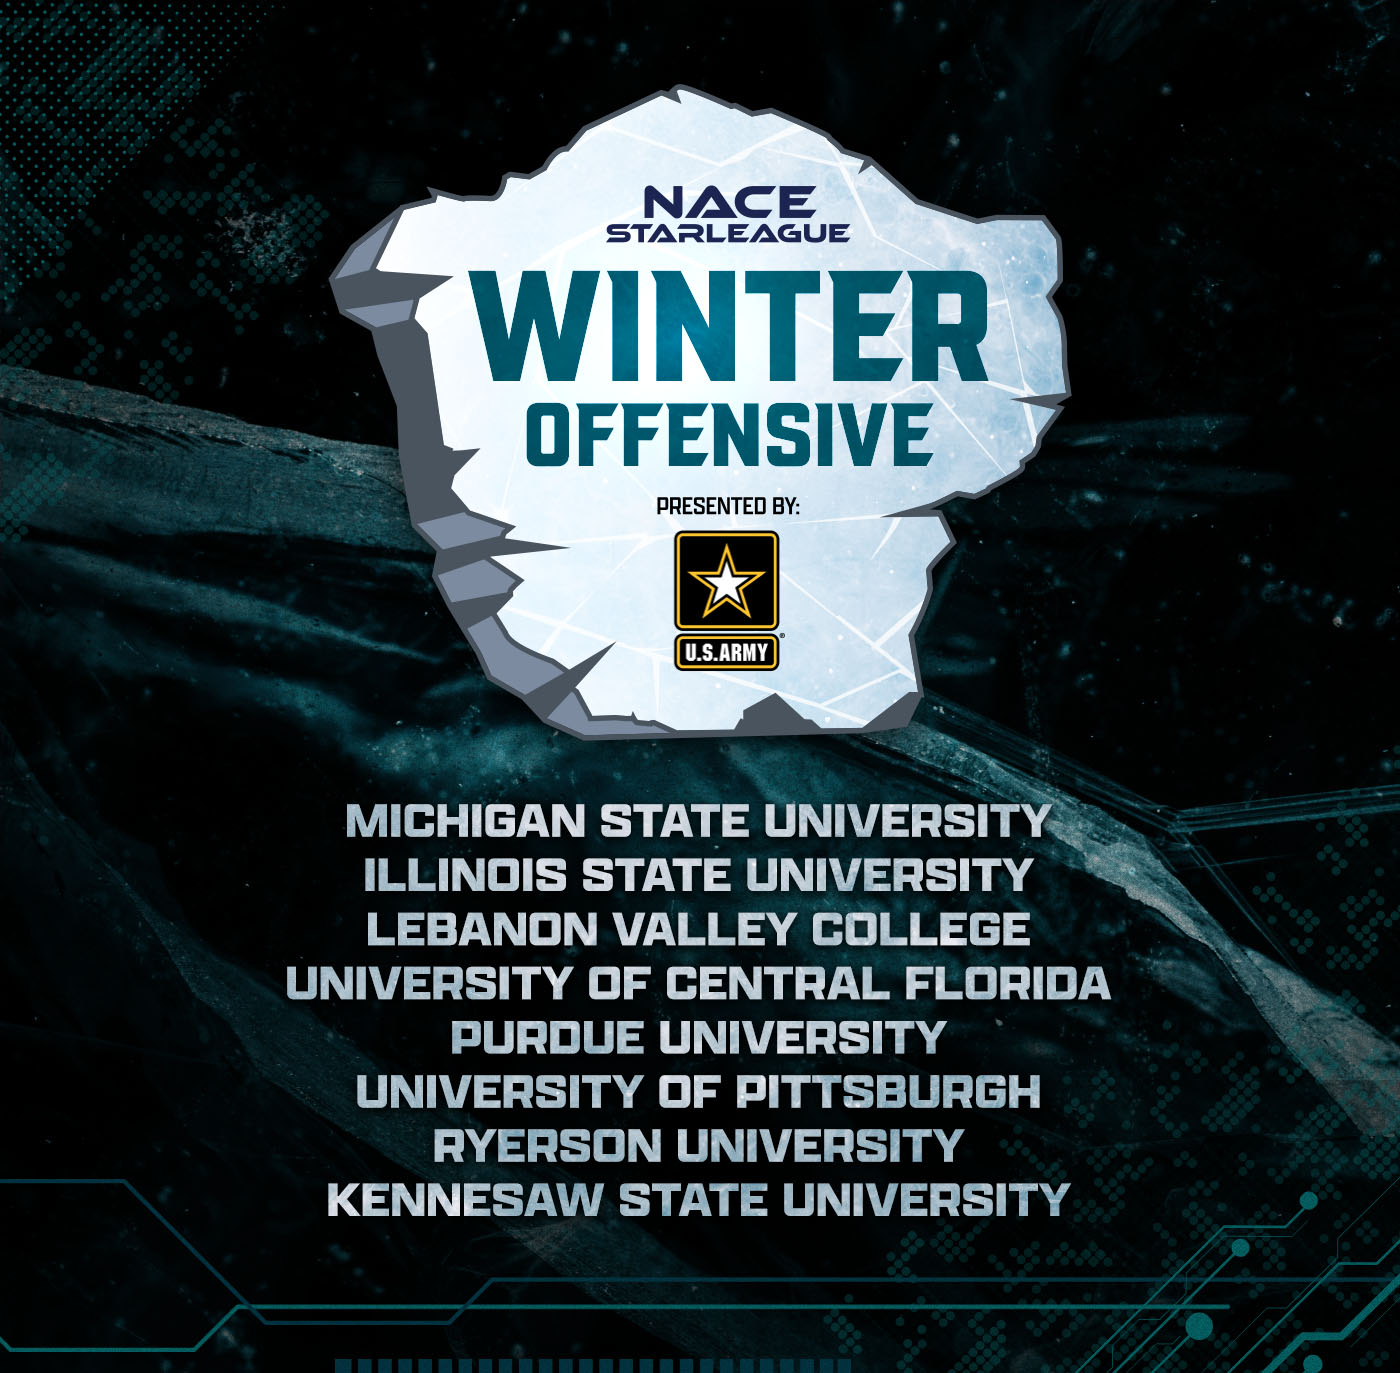 NACE
STARLEAGUE
WINTER
OFFENSIVE
PRESENTED BY:
U.S.ARMY®
MICHIGAN STATE UNIVERSITY
ILLINOIS STATE UNIVERSITY
LEBANON VALLEY COLLEGE
UNIVERSITY OF CENTRAL FLORIDA
PURDUE UNIVERSITY
UNIVERSITY OF PITTSBURGH
RYERSON UNIVERSITY
KENNESAW STATE UNIVERSITY